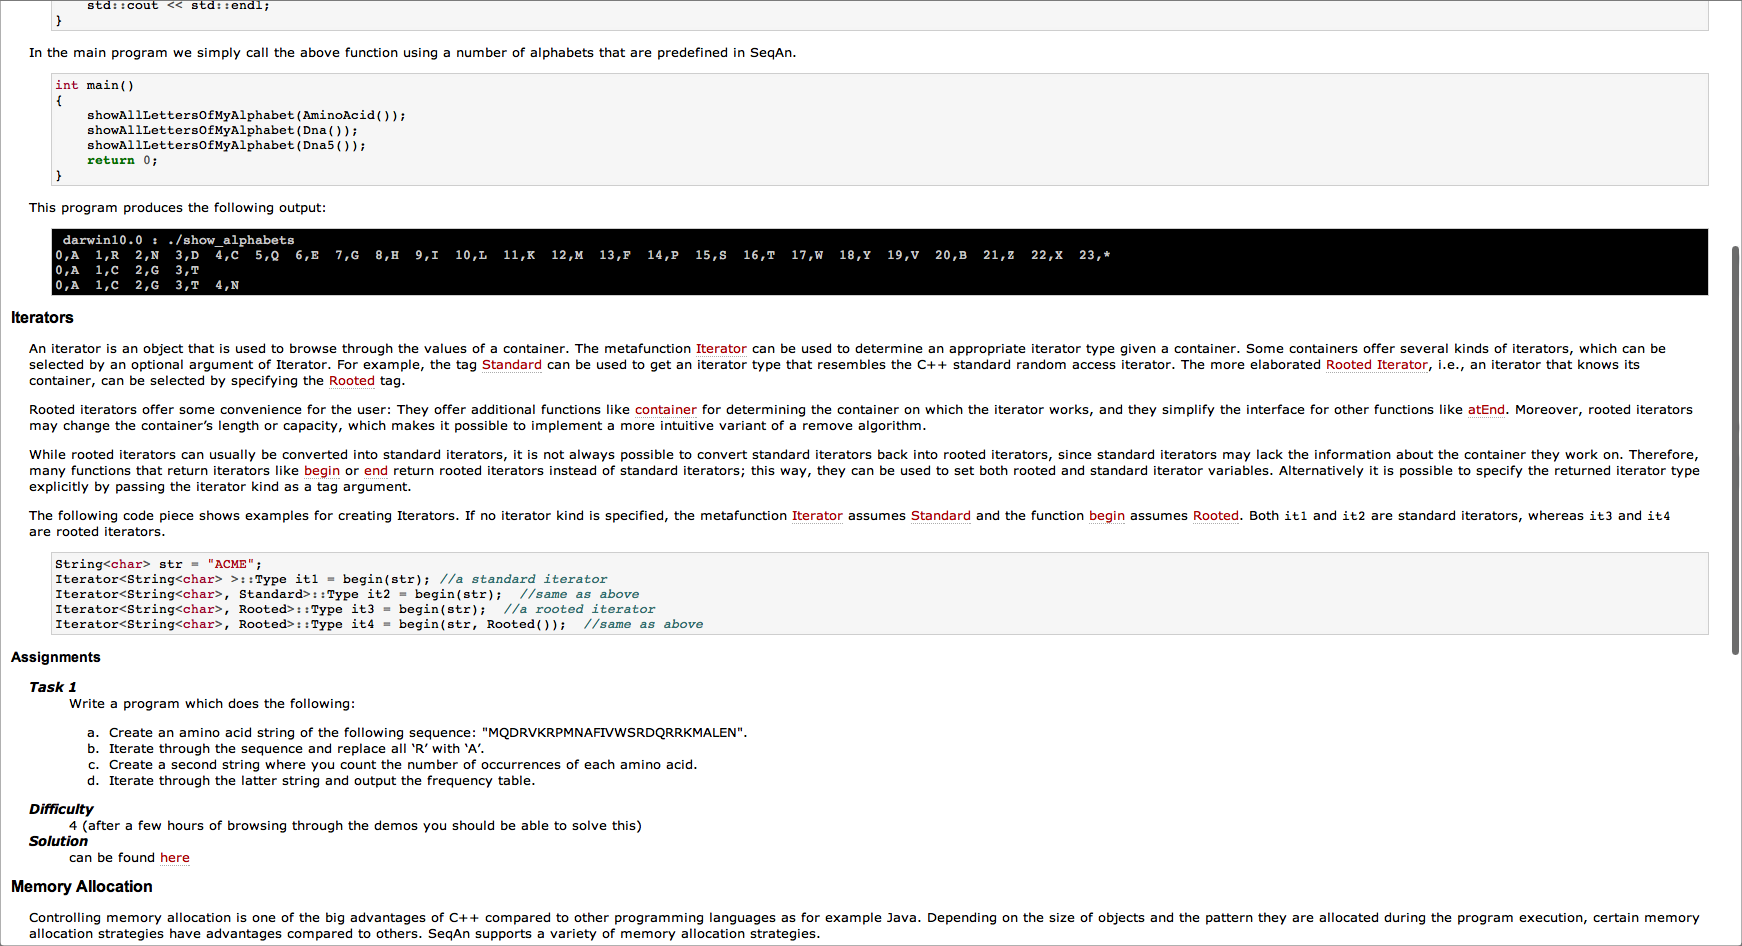 std::cout << std::endl;
}
In the main program we simply call the above function using a number of alphabets that are predefined in SeqAn.
int main()
{
    showAllLettersOfMyAlphabet(AminoAcid());
    showAllLettersOfMyAlphabet(Dna());
    showAllLettersOfMyAlphabet(Dna5());
    return 0;
}
This program produces the following output:
darwin10.0 : ./show_alphabets
0,A  1,R  2,N  3,D  4,C  5,Q  6,E  7,G  8,H  9,I  10,L  11,K  12,M  13,F  14,P  15,S  16,T  17,W  18,Y  19,V  20,B  21,Z  22,X  23,*
0,A  1,C  2,G  3,T
0,A  1,C  2,G  3,T  4,N
Iterators
An iterator is an object that is used to browse through the values of a container. The metafunction Iterator can be used to determine an appropriate iterator type given a container. Some containers offer several kinds of iterators, which can be
selected by an optional argument of Iterator. For example, the tag Standard can be used to get an iterator type that resembles the C++ standard random access iterator. The more elaborated Rooted Iterator, i.e., an iterator that knows its
container, can be selected by specifying the Rooted tag.
Rooted iterators offer some convenience for the user: They offer additional functions like container for determining the container on which the iterator works, and they simplify the interface for other functions like atEnd. Moreover, rooted iterators
may change the container’s length or capacity, which makes it possible to implement a more intuitive variant of a remove algorithm.
While rooted iterators can usually be converted into standard iterators, it is not always possible to convert standard iterators back into rooted iterators, since standard iterators may lack the information about the container they work on. Therefore,
many functions that return iterators like begin or end return rooted iterators instead of standard iterators; this way, they can be used to set both rooted and standard iterator variables. Alternatively it is possible to specify the returned iterator type
explicitly by passing the iterator kind as a tag argument.
The following code piece shows examples for creating Iterators. If no iterator kind is specified, the metafunction Iterator assumes Standard and the function begin assumes Rooted. Both it1 and it2 are standard iterators, whereas it3 and it4
are rooted iterators.
String<char> str = "ACME";
Iterator<String<char> >::Type it1 = begin(str); //a standard iterator
Iterator<String<char>, Standard>::Type it2 = begin(str);  //same as above
Iterator<String<char>, Rooted>::Type it3 = begin(str);  //a rooted iterator
Iterator<String<char>, Rooted>::Type it4 = begin(str, Rooted());  //same as above
Assignments
Task 1
Write a program which does the following:
a. Create an amino acid string of the following sequence: "MQDRVKRPMNAFIVWSRDQRRKMALEN".
b. Iterate through the sequence and replace all ‘R’ with ‘A’.
c. Create a second string where you count the number of occurrences of each amino acid.
d. Iterate through the latter string and output the frequency table.
Difficulty
4 (after a few hours of browsing through the demos you should be able to solve this)
Solution
can be found here
Memory Allocation
Controlling memory allocation is one of the big advantages of C++ compared to other programming languages as for example Java. Depending on the size of objects and the pattern they are allocated during the program execution, certain memory
allocation strategies have advantages compared to others. SeqAn supports a variety of memory allocation strategies.